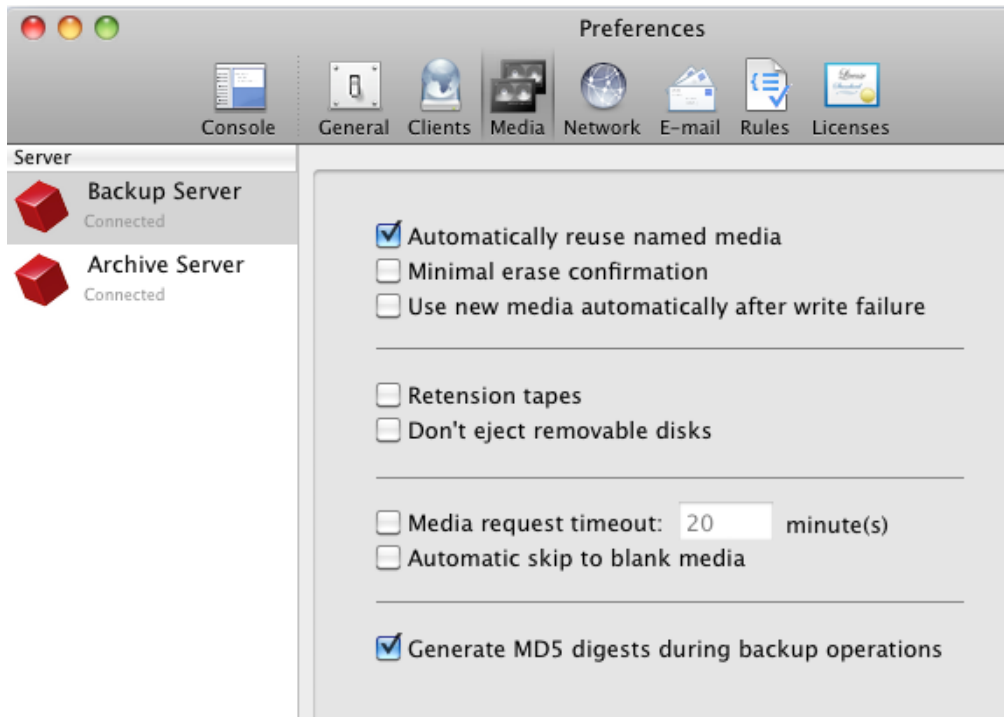 Preferences
Console
General
Clients
Media
Network
E-mail
Rules
Licenses
Server
Backup Server
Connected
Archive Server
Connected
Automatically reuse named media
Minimal erase confirmation
Use new media automatically after write failure
Retension tapes
Don't eject removable disks
Media request timeout: 20 minute(s)
Automatic skip to blank media
Generate MD5 digests during backup operations